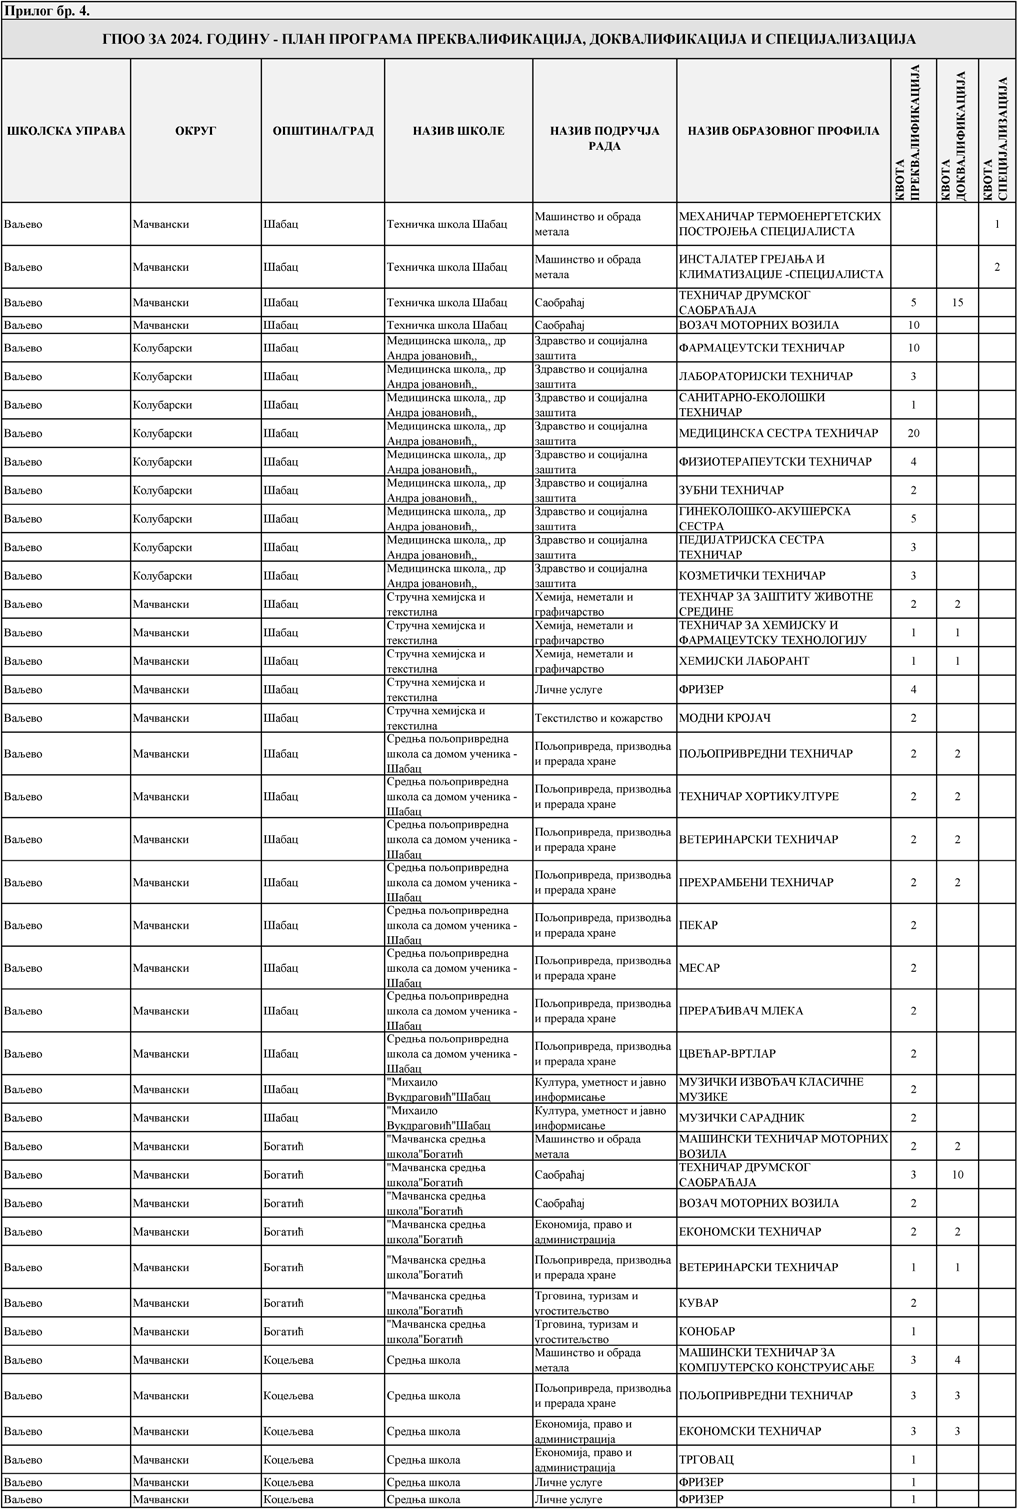 Прилог бр. 4.
ГПОО ЗА 2024. ГОДИНУ - ПЛАН ПРОГРАМА ПРЕКВАЛИФИКАЦИЈА, ДОКВАЛИФИКАЦИЈА И СПЕЦИЈАЛИЗАЦИЈА
ШКОЛСКА УПРАВА ОКРУГ ОПШТИНА/ГРАД НАЗИВ ШКОЛЕ НАЗИВ ПОДРУЧЈА РАДА НАЗИВ ОБРАЗОВНОГ ПРОФИЛА КВОТА ПРЕКВАЛИФИКАЦИЈА КВОТА ДОКВАЛИФИКАЦИЈА КВОТА СПЕЦИЈАЛИЗАЦИЈА
Ваљево Мачвански Шабац Техничка школа Шабац Машинство и обрада метала МЕХАНИЧАР ТЕРМОЕНЕРГЕТСКИХ ПОСТРОЈЕЊА СПЕЦИЈАЛИСТА 1
Ваљево Мачвански Шабац Техничка школа Шабац Машинство и обрада метала ИНСТАЛАТЕР ГРЕЈАЊА И КЛИМАТИЗАЦИЈЕ -СПЕЦИЈАЛИСТА 2
Ваљево Мачвански Шабац Техничка школа Шабац Саобраћај ТЕХНИЧАР ДРУМСКОГ САОБРАЋАЈА 5 15
Ваљево Мачвански Шабац Техничка школа Шабац Саобраћај ВОЗАЧ МОТОРНИХ ВОЗИЛА 10
Ваљево Колубарски Шабац Медицинска школа,, др Андра јовановић,, Здравство и социјална заштита ФАРМАЦЕУТСКИ ТЕХНИЧАР 10
Ваљево Колубарски Шабац Медицинска школа,, др Андра јовановић,, Здравство и социјална заштита ЛАБОРАТОРИЈСКИ ТЕХНИЧАР 3
Ваљево Колубарски Шабац Медицинска школа,, др Андра јовановић,, Здравство и социјална заштита САНИТАРНО-ЕКОЛОШКИ ТЕХНИЧАР 1
Ваљево Колубарски Шабац Медицинска школа,, др Андра јовановић,, Здравство и социјална заштита МЕДИЦИНСКА СЕСТРА ТЕХНИЧАР 20
Ваљево Колубарски Шабац Медицинска школа,, др Андра јовановић,, Здравство и социјална заштита ФИЗИОТЕРАПЕУТСКИ ТЕХНИЧАР 4
Ваљево Колубарски Шабац Медицинска школа,, др Андра јовановић,, Здравство и социјална заштита ЗУБНИ ТЕХНИЧАР 2
Ваљево Колубарски Шабац Медицинска школа,, др Андра јовановић,, Здравство и социјална заштита ГИНЕКОЛОШКО-АКУШЕРСКА СЕСТРА 5
Ваљево Колубарски Шабац Медицинска школа,, др Андра јовановић,, Здравство и социјална заштита ПЕДИЈАТРИЈСКА СЕСТРА ТЕХНИЧАР 3
Ваљево Колубарски Шабац Медицинска школа,, др Андра јовановић,, Здравство и социјална заштита КОЗМЕТИЧКИ ТЕХНИЧАР 3
Ваљево Мачвански Шабац Стручна хемијска и текстилна Хемија, неметали и графичарство ТЕХНЧАР ЗА ЗАШТИТУ ЖИВОТНЕ СРЕДИНЕ 2 2
Ваљево Мачвански Шабац Стручна хемијска и текстилна Хемија, неметали и графичарство ТЕХНИЧАР ЗА ХЕМИЈСКУ И ФАРМАЦЕУТСКУ ТЕХНОЛОГИЈУ 1 1
Ваљево Мачвански Шабац Стручна хемијска и текстилна Хемија, неметали и графичарство ХЕМИЈСКИ ЛАБОРАНТ 1 1
Ваљево Мачвански Шабац Стручна хемијска и текстилна Личне услуге ФРИЗЕР 4
Ваљево Мачвански Шабац Стручна хемијска и текстилна Текстилство и кожарство МОДНИ КРОЈАЧ 2
Ваљево Мачвански Шабац Средња пољопривредна школа са домом ученика - Шабац Пољопривреда, призводња и прерада хране ПОЉОПРИВРЕДНИ ТЕХНИЧАР 2 2
Ваљево Мачвански Шабац Средња пољопривредна школа са домом ученика - Шабац Пољопривреда, призводња и прерада хране ТЕХНИЧАР ХОРТИКУЛТУРЕ 2 2
Ваљево Мачвански Шабац Средња пољопривредна школа са домом ученика - Шабац Пољопривреда, призводња и прерада хране ВЕТЕРИНАРСКИ ТЕХНИЧАР 2 2
Ваљево Мачвански Шабац Средња пољопривредна школа са домом ученика - Шабац Пољопривреда, призводња и прерада хране ПРЕХРАМБЕНИ ТЕХНИЧАР 2 2
Ваљево Мачвански Шабац Средња пољопривредна школа са домом ученика - Шабац Пољопривреда, призводња и прерада хране ПЕКАР 2
Ваљево Мачвански Шабац Средња пољопривредна школа са домом ученика - Шабац Пољопривреда, призводња и прерада хране МЕСАР 2
Ваљево Мачвански Шабац Средња пољопривредна школа са домом ученика - Шабац Пољопривреда, призводња и прерада хране ПРЕРАЂИВАЧ МЛЕКА 2
Ваљево Мачвански Шабац Средња пољопривредна школа са домом ученика - Шабац Пољопривреда, призводња и прерада хране ЦВЕЋАР-ВРТЛАР 2
Ваљево Мачвански Шабац "Михаило Вукдраговић"Шабац Култура, уметност и јавно информисање МУЗИЧКИ ИЗВОЂАЧ КЛАСИЧНЕ МУЗИКЕ 2
Ваљево Мачвански Шабац "Михаило Вукдраговић"Шабац Култура, уметност и јавно информисање МУЗИЧКИ САРАДНИК 2
Ваљево Мачвански Богатић "Мачванска средња школа"Богатић Машинство и обрада метала МАШИНСКИ ТЕХНИЧАР МОТОРНИХ ВОЗИЛА 2 2
Ваљево Мачвански Богатић "Мачванска средња школа"Богатић Саобраћај ТЕХНИЧАР ДРУМСКОГ САОБРАЋАЈА 3 10
Ваљево Мачвански Богатић "Мачванска средња школа"Богатић Саобраћај ВОЗАЧ МОТОРНИХ ВОЗИЛА 2
Ваљево Мачвански Богатић "Мачванска средња школа"Богатић Економија, право и администрација ЕКОНОМСКИ ТЕХНИЧАР 2 2
Ваљево Мачвански Богатић "Мачванска средња школа"Богатић Пољопривреда, призводња и прерада хране ВЕТЕРИНАРСКИ ТЕХНИЧАР 1 1
Ваљево Мачвански Богатић "Мачванска средња школа"Богатић Трговина, туризам и угоститељство КУВАР 2
Ваљево Мачвански Богатић "Мачванска средња школа"Богатић Трговина, туризам и угоститељство КОНОБАР 1
Ваљево Мачвански Коцељева Средња школа Машинство и обрада метала МАШИНСКИ ТЕХНИЧАР ЗА КОМПЈУТЕРСКО КОНСТРУИСАЊЕ 3 4
Ваљево Мачвански Коцељева Средња школа Пољопривреда, призводња и прерада хране ПОЉОПРИВРЕДНИ ТЕХНИЧАР 3 3
Ваљево Мачвански Коцељева Средња школа Економија, право и администрација ЕКОНОМСКИ ТЕХНИЧАР 3 3
Ваљево Мачвански Коцељева Средња школа Економија, право и администрација ТРГОВАЦ 1
Ваљево Мачвански Коцељева Средња школа Личне услуге ФРИЗЕР 1
Ваљево Мачвански Коцељева Средња школа Личне услуге ФРИЗЕР 1